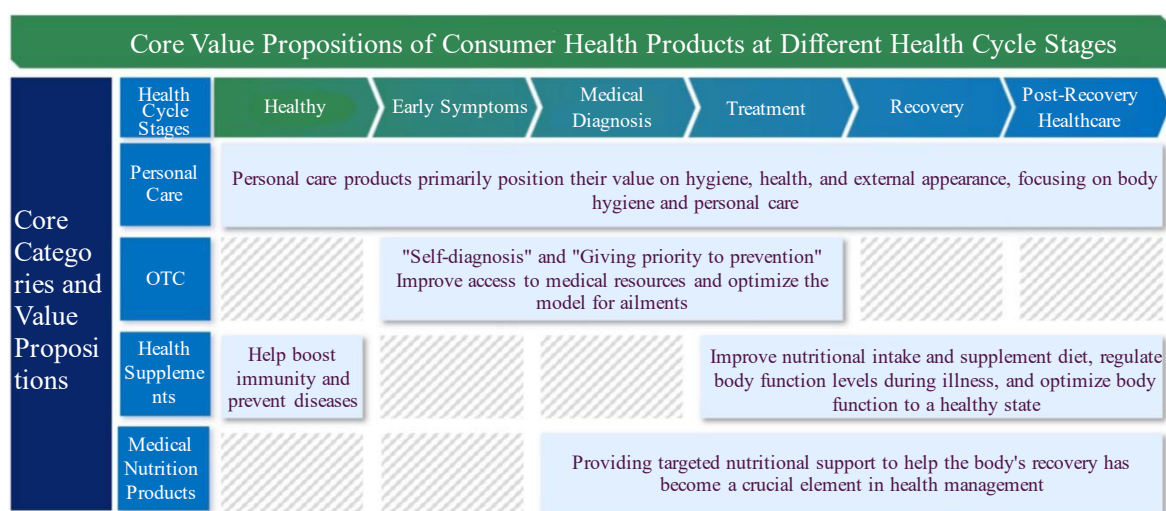 Core Value Propositions of Consumer Health Products at Different Health Cycle Stages
Core
Catego
ries and
Value
Proposi
tions
Health
Cycle
Stages
Healthy
Early Symptoms
Medical
Diagnosis
Treatment
Recovery
Post-Recovery
Healthcare
Personal
Care
Personal care products primarily position their value on hygiene, health, and external appearance, focusing on body
hygiene and personal care
OTC
"Self-diagnosis" and "Giving priority to prevention"
Improve access to medical resources and optimize the
model for ailments
Health
Suppleme
nts
Help boost
immunity and
prevent diseases
Improve nutritional intake and supplement diet, regulate
body function levels during illness, and optimize body
function to a healthy state
Medical
Nutrition
Products
Providing targeted nutritional support to help the body's recovery has
become a crucial element in health management